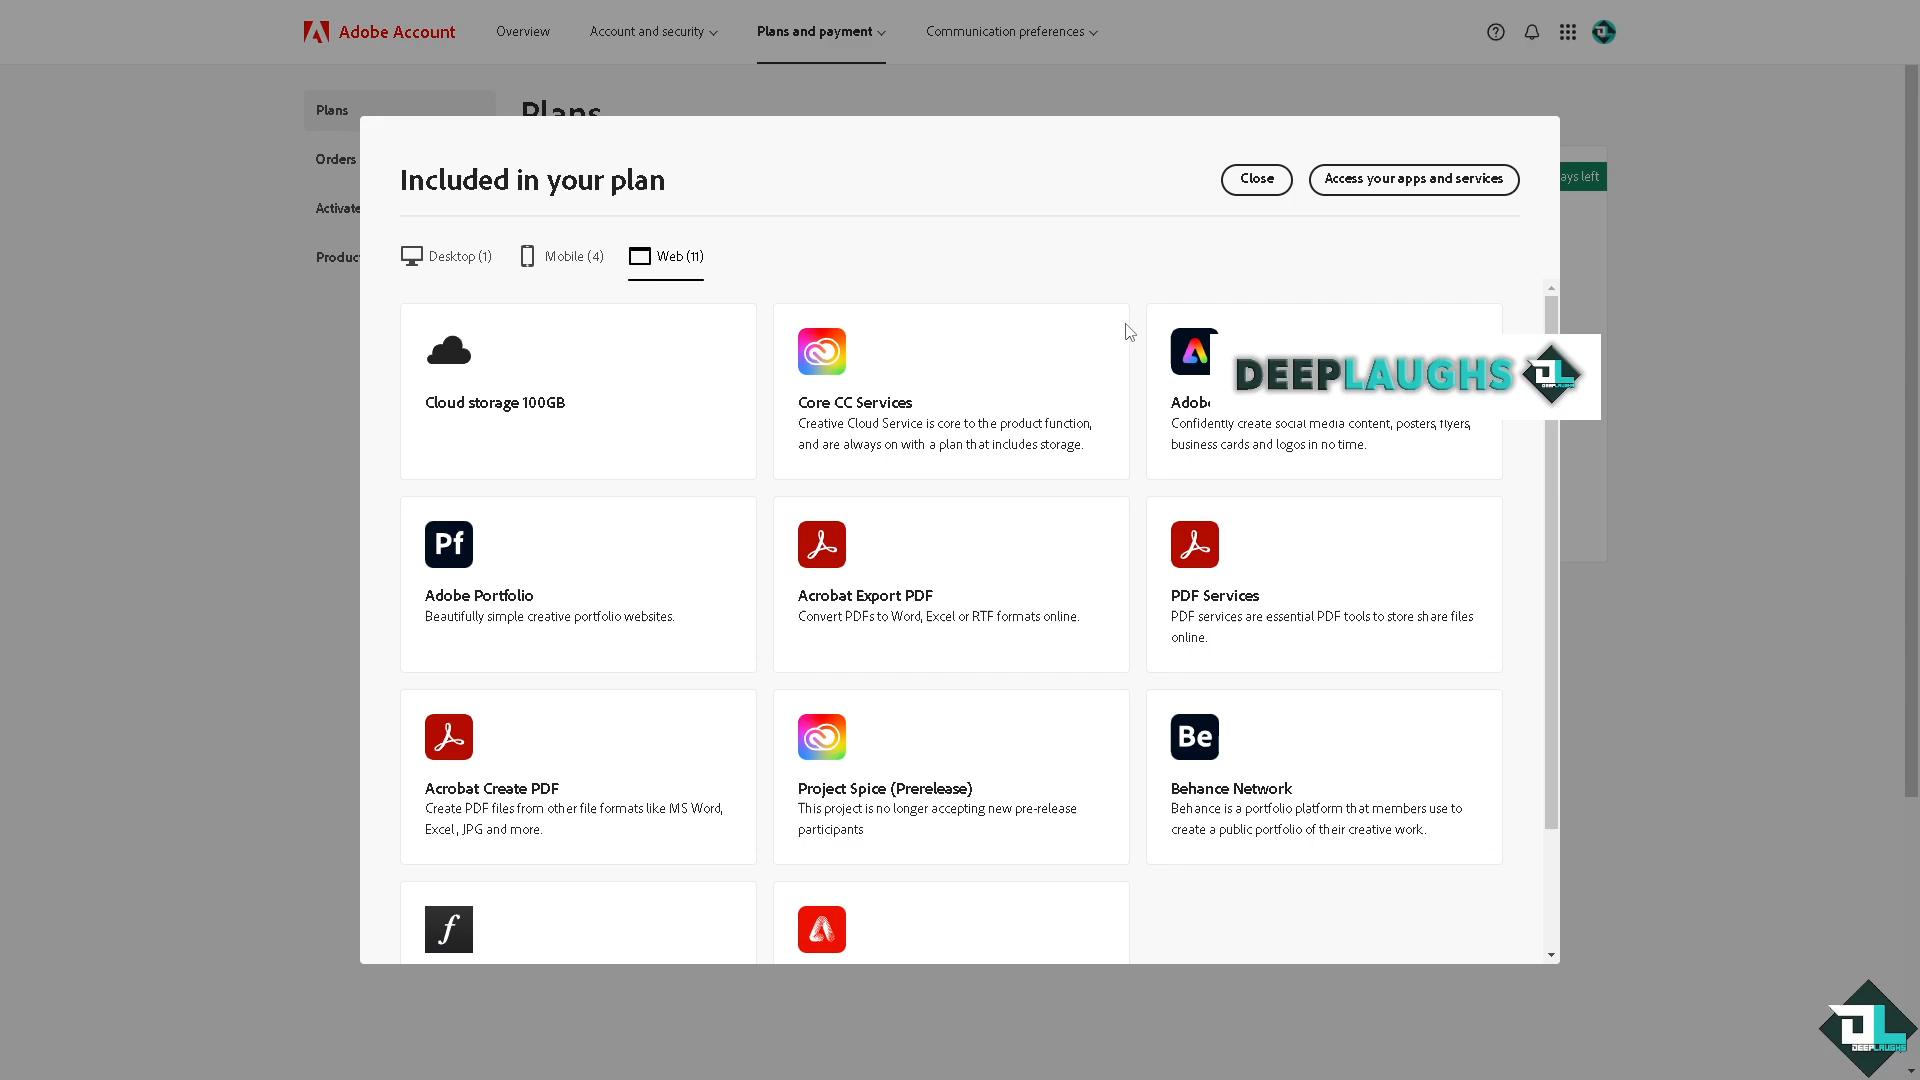 Adobe Account
Overview
Account and security
Plans and payment
Communication preferences
Plans
Plans
Orders
ays left
Included in your plan
Close
Access your apps and services
Activate
Desktop (1)
Mobile (4)
Web (11)
Produc
Cloud storage 100GB
Core CC Services
Creative Cloud Service is core to the product function,
and are always on with a plan that includes storage.
DEEPLAUGHS
DL
DEEPLAUGHS
Adob
Confidently create social media content, posters, flyers,
business cards and logos in no time.
Pf
Adobe Portfolio
Beautifully simple creative portfolio websites.
Acrobat Export PDF
Convert PDFs to Word, Excel or RTF formats online.
PDF Services
PDF services are essential PDF tools to store share files
online.
Acrobat Create PDF
Create PDF files from other file formats like MS Word,
Excel, JPG and more.
Project Spice (Prerelease)
This project is no longer accepting new pre-release
participants
Be
Behance Network
Behance is a portfolio platform that members use to
create a public portfolio of their creative work.
f
DL
DEEPLAUGHS